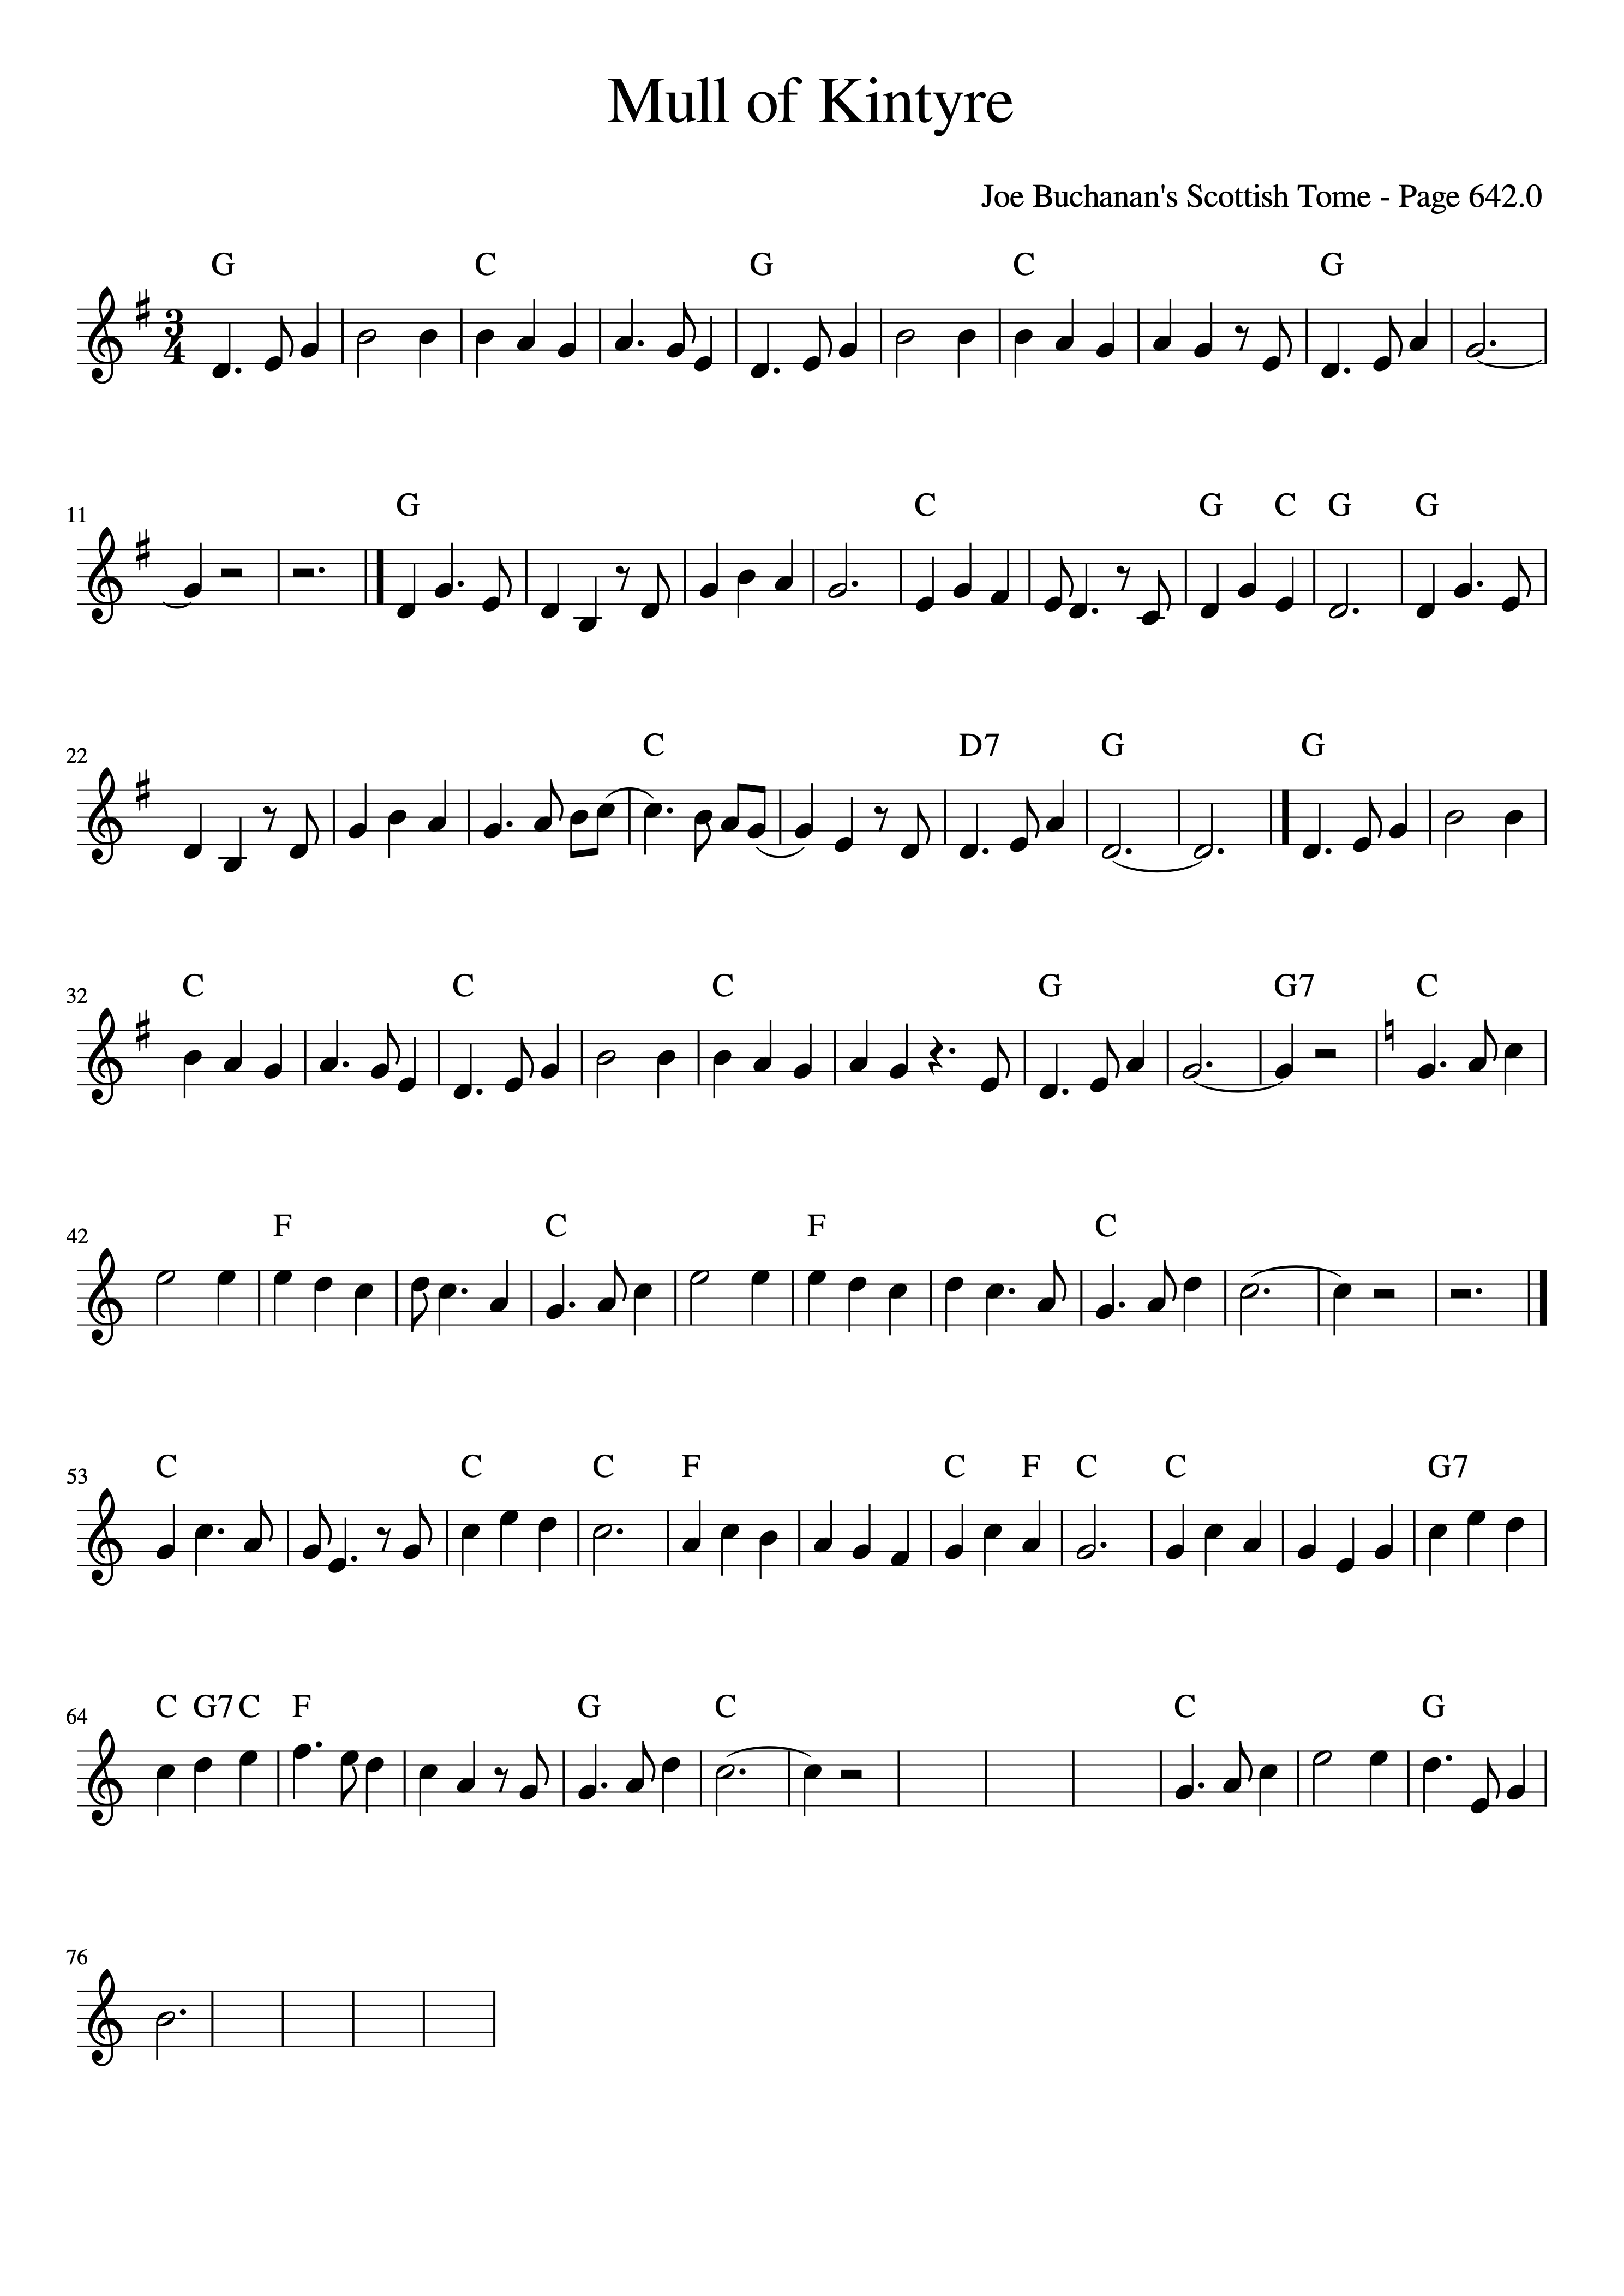 Mull of Kintyre
Joe Buchanan's Scottish Tome - Page 642.0
G C G C G
3
4
11
G C G C G G
22
C D7 G G
32
C C C G G7 C
42
F C F C
53
C C C F C F C C G7
64
C G7 C F G C C G
76